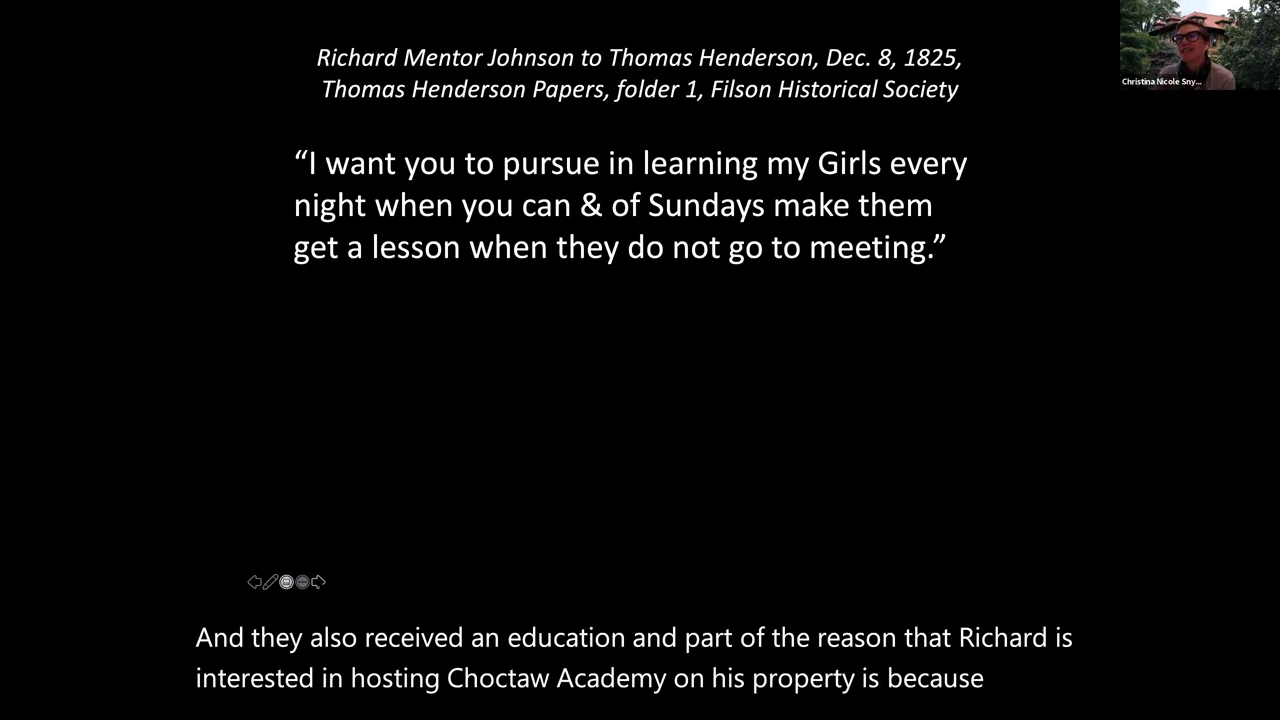 Richard Mentor Johnson to Thomas Henderson, Dec. 8, 1825,
Thomas Henderson Papers, folder 1, Filson Historical Society
“I want you to pursue in learning my Girls every
night when you can & of Sundays make them
get a lesson when they do not go to meeting.”
Christina Nicole Sny...
And they also received an education and part of the reason that Richard is
interested in hosting Choctaw Academy on his property is because